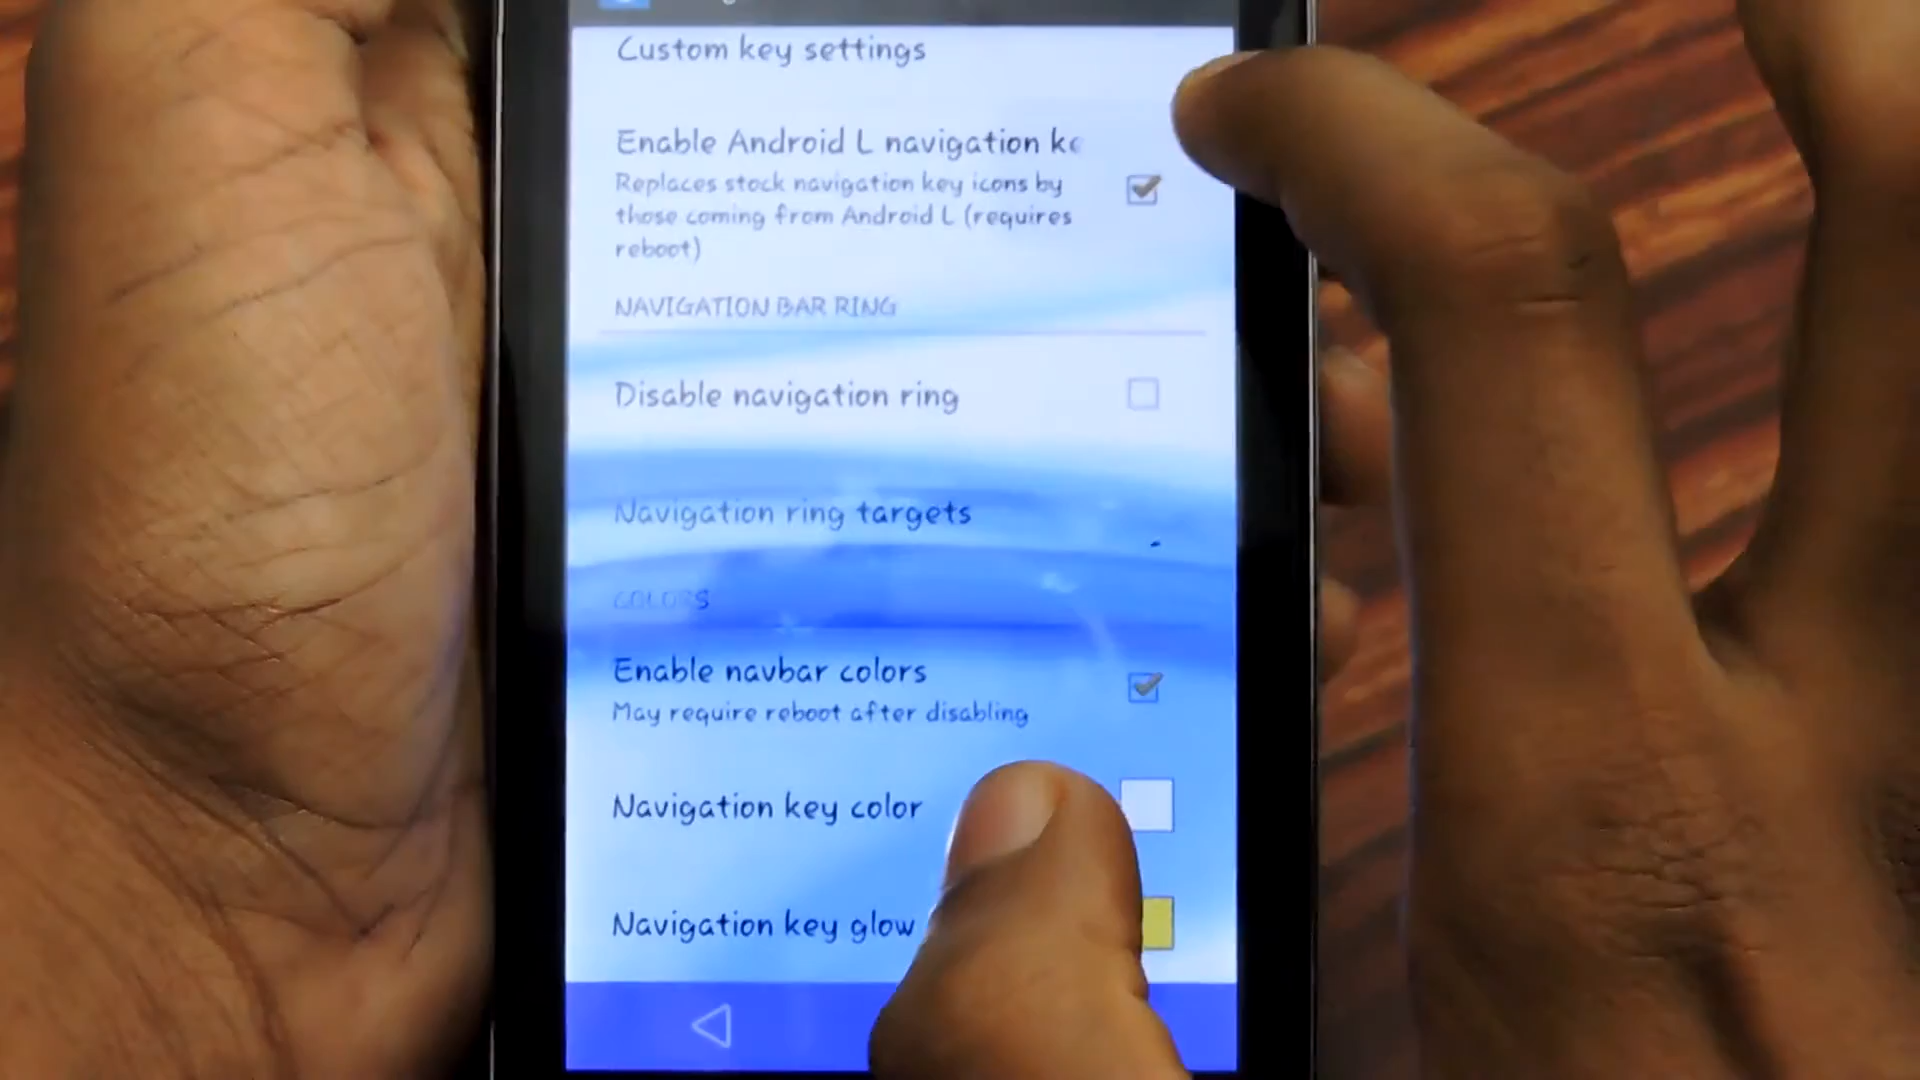 Custom key settings
Enable Android L navigation ke
Replaces stock navigation key icons by
those coming from Android L (requires
reboot)
NAVIGATION BAR RING
Disable navigation ring
Navigation ring targets
COLORS
Enable navbar colors
May require reboot after disabling
Navigation key color
Navigation key glow